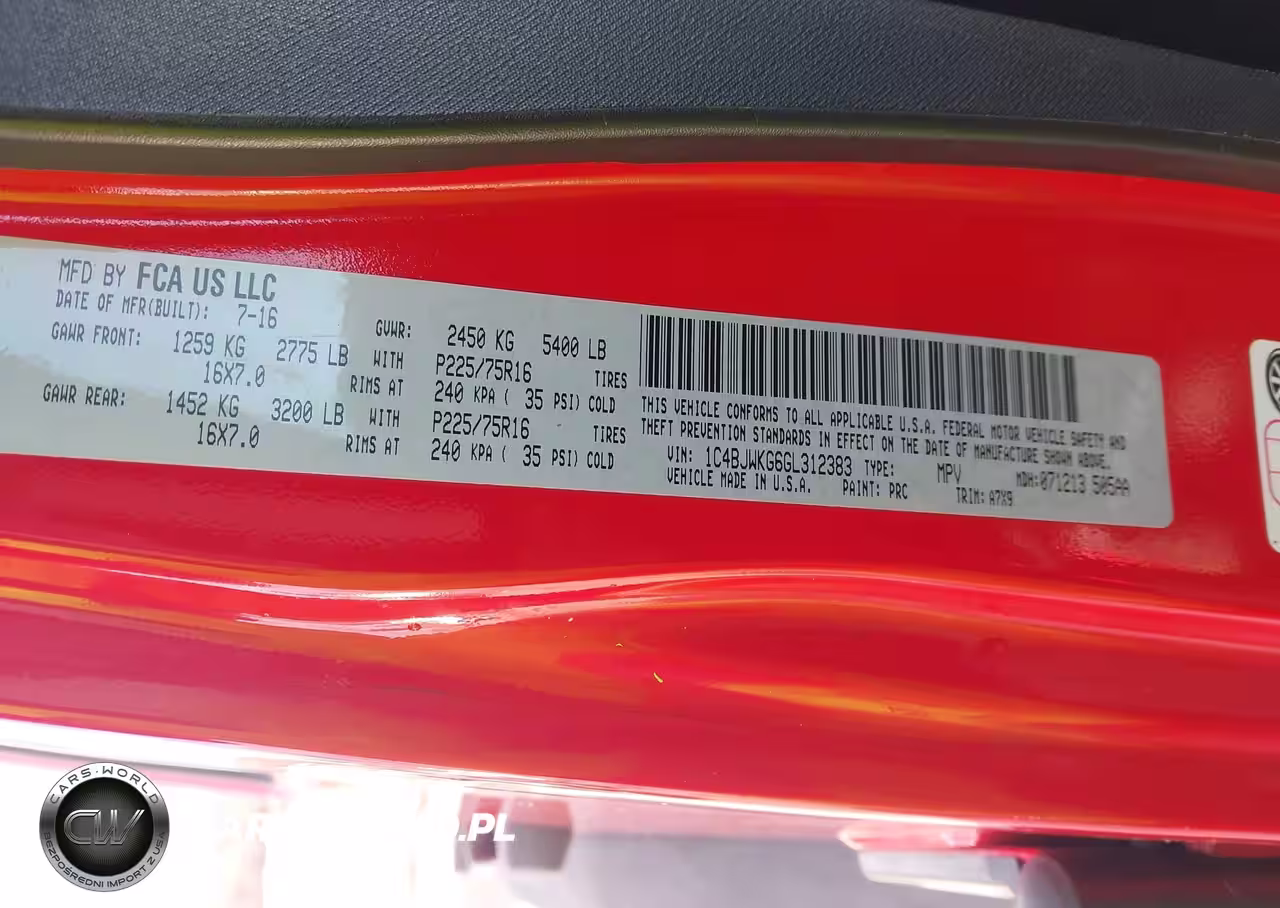 MFD BY FCA US LLC
DATE OF MFR(BUILT): 7-16
GAWR FRONT: 1259 KG 2775 LB WITH
16X7.0 RIMS AT
GAWR REAR: 1452 KG 3200 LB WITH
16X7.0 RIMS AT
GVWR: 2450 KG 5400 LB
P225/75R16 TIRES
240 KPA ( 35 PSI) COLD
P225/75R16 TIRES
240 KPA ( 35 PSI) COLD
THIS VEHICLE CONFORMS TO ALL APPLICABLE U.S.A. FEDERAL MOTOR VEHICLE SAFETY AND
THEFT PREVENTION STANDARDS IN EFFECT ON THE DATE OF MANUFACTURE SHOWN ABOVE.
VIN: 1C4BJWKG6GL312383 TYPE: MPV MDH:071213 505AA
VEHICLE MADE IN U.S.A. PAINT: PRC TRIM: A7X9
CARS·WORLD
CW
BEZPOŚREDNI IMPORT Z USA
.PL